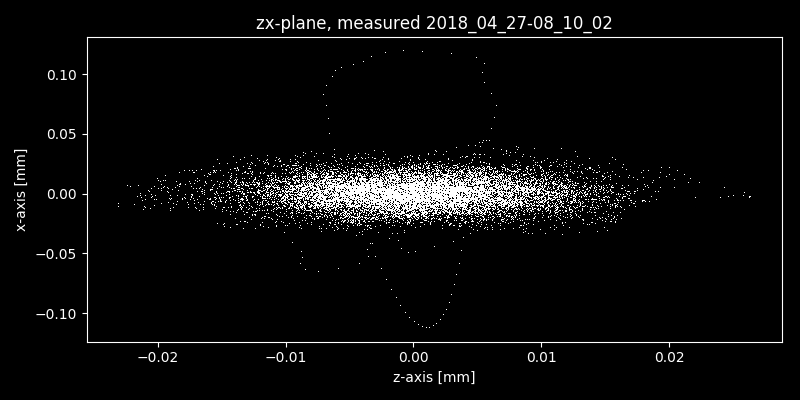 zx-plane, measured 2018_04_27-08_10_02
0.10
0.05
0.00
−0.05
−0.10
x-axis [mm]
−0.02 −0.01 0.00 0.01 0.02
z-axis [mm]